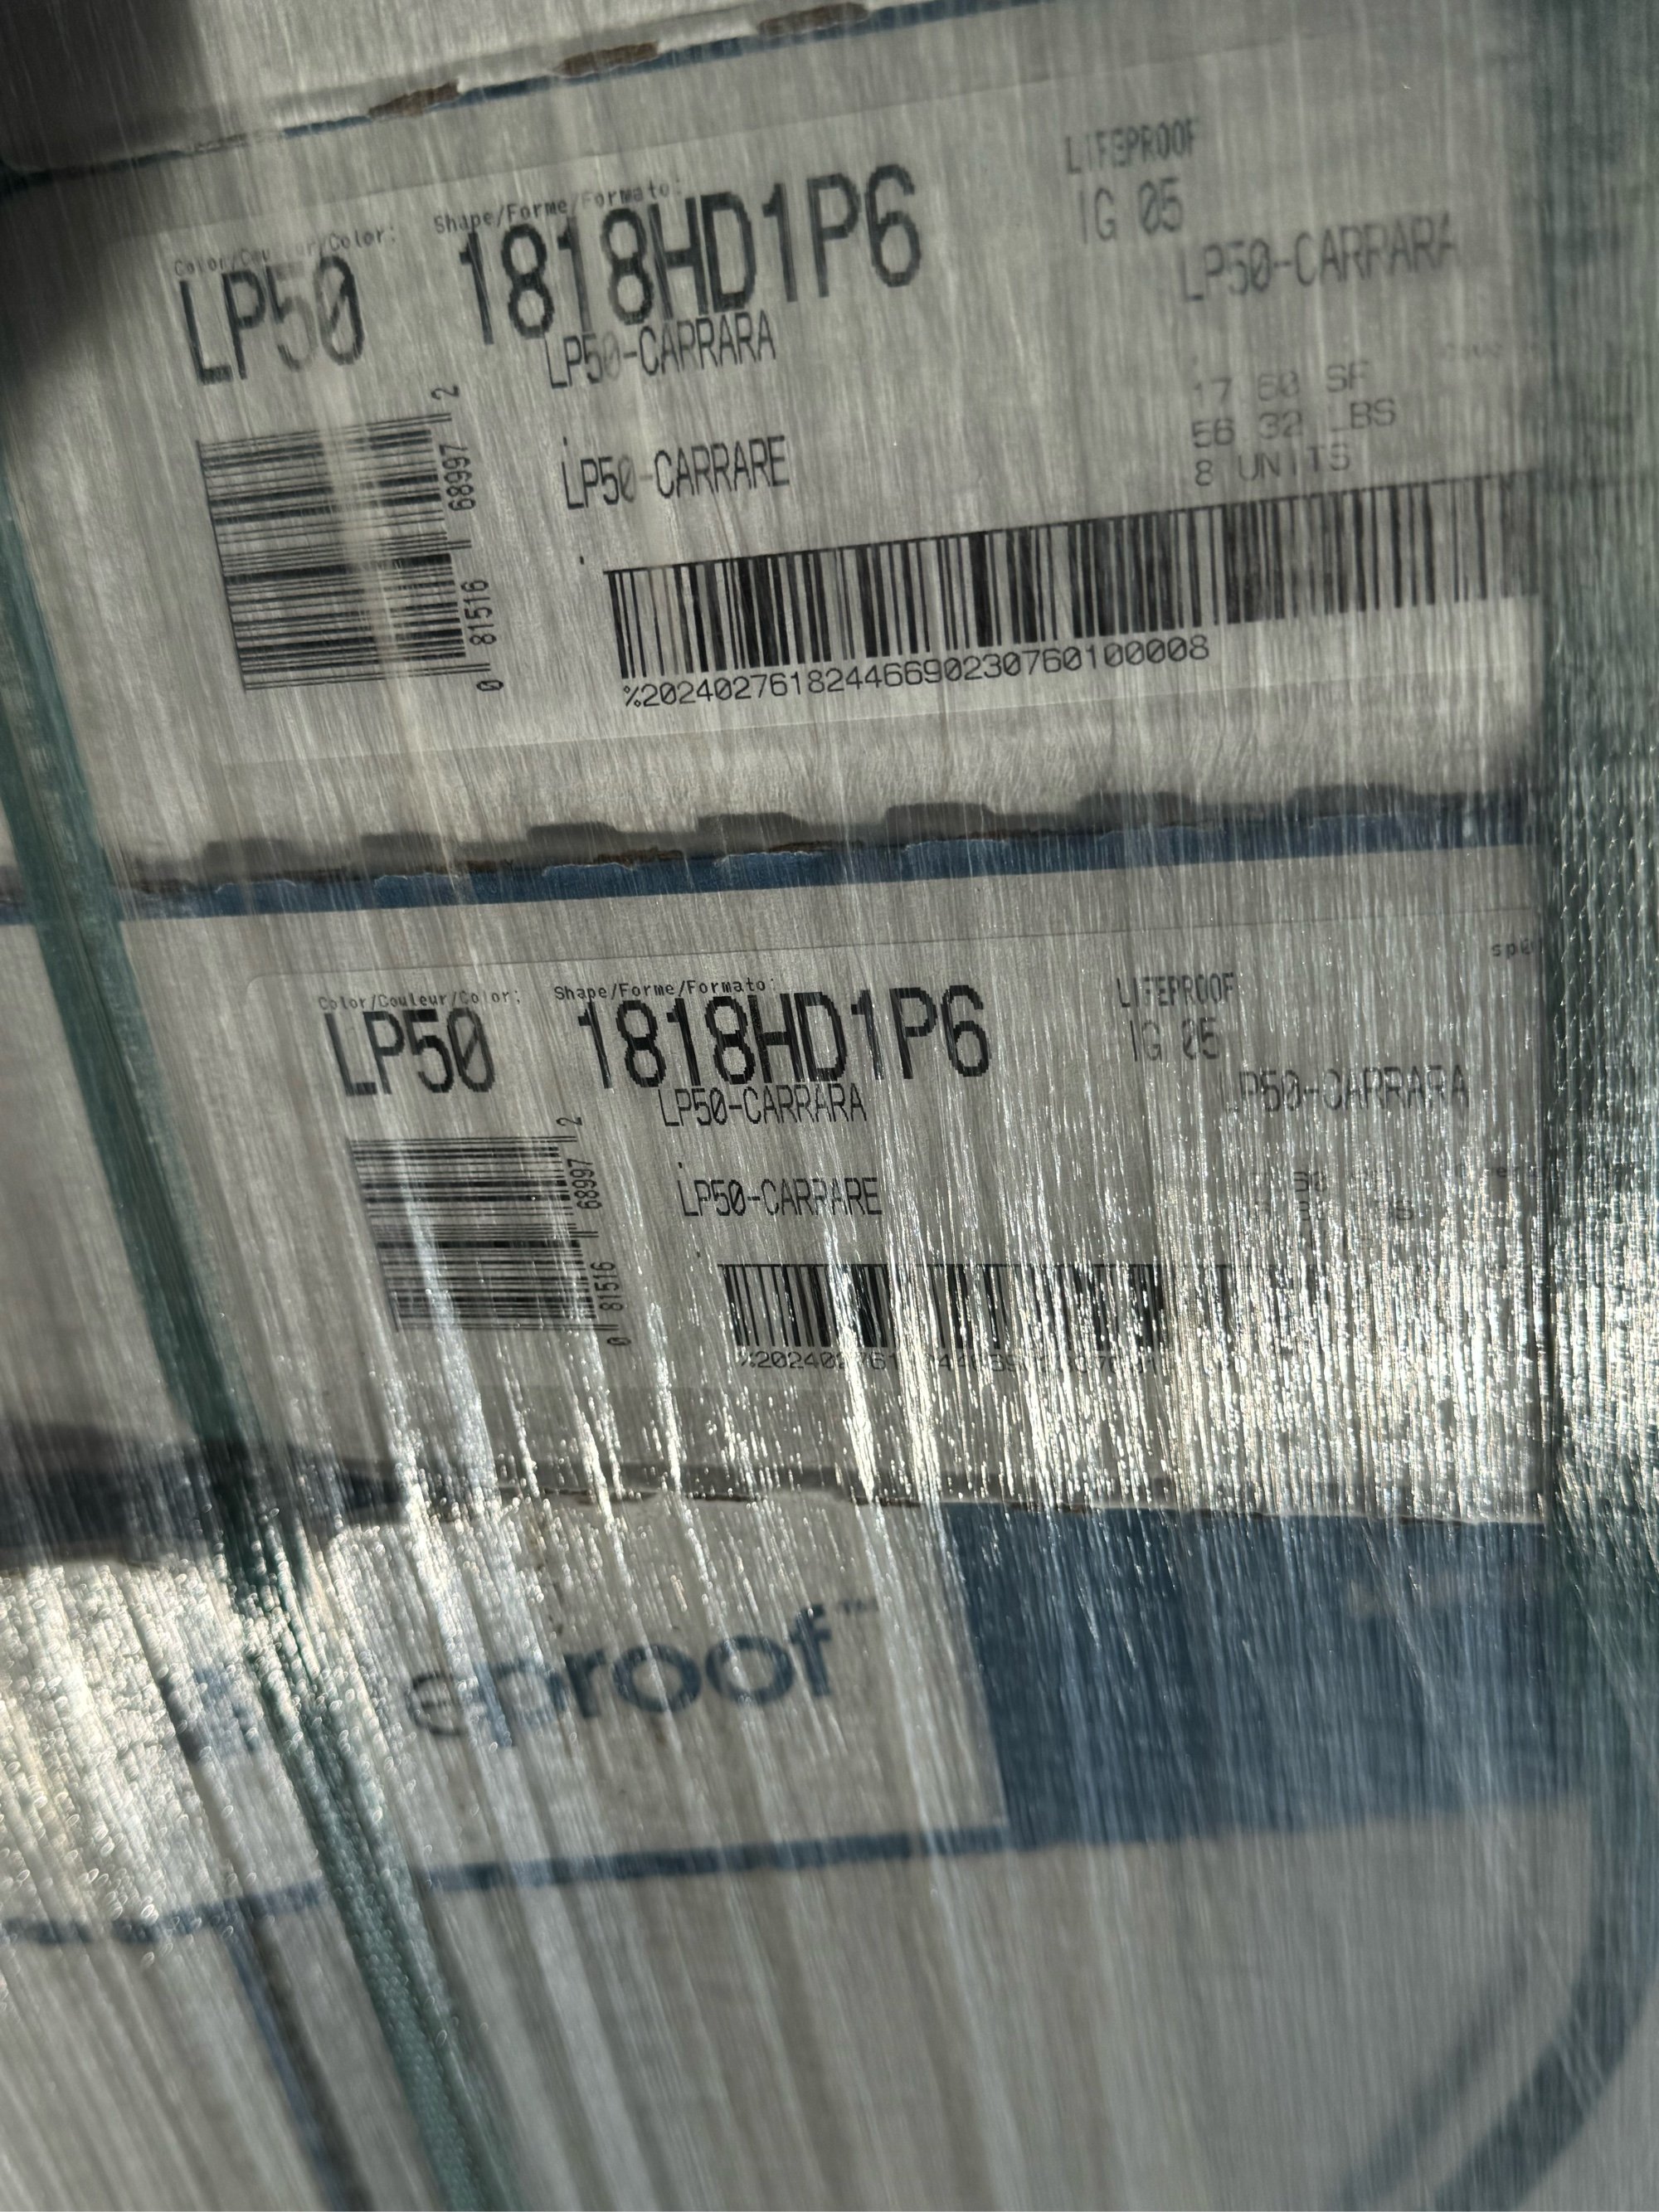 Color/Couleur/Color: Shape/Forme/Formato:
LP50 1818HD1P6
LP50-CARRARA
LP50-CARRARE
LIFEPROOF
IG 05
LP50-CARRARA
17 60 SF
56 32 LBS
8 UNITS
0 81516 68997 2
%20240276182446690230760100008
Color/Couleur/Color: Shape/Forme/Formato:
LP50 1818HD1P6
LP50-CARRARA
LP50-CARRARE
LIFEPROOF
IG 05
LP50-CARRARA
0 81516 68997 2
eproof™